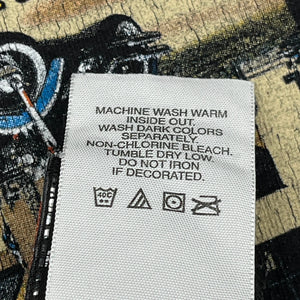 MACHINE WASH WARM
INSIDE OUT.
WASH DARK COLORS
SEPARATELY
NON-CHLORINE BLEACH.
TUMBLE DRY LOW.
DO NOT IRON
IF DECORATED.
40C